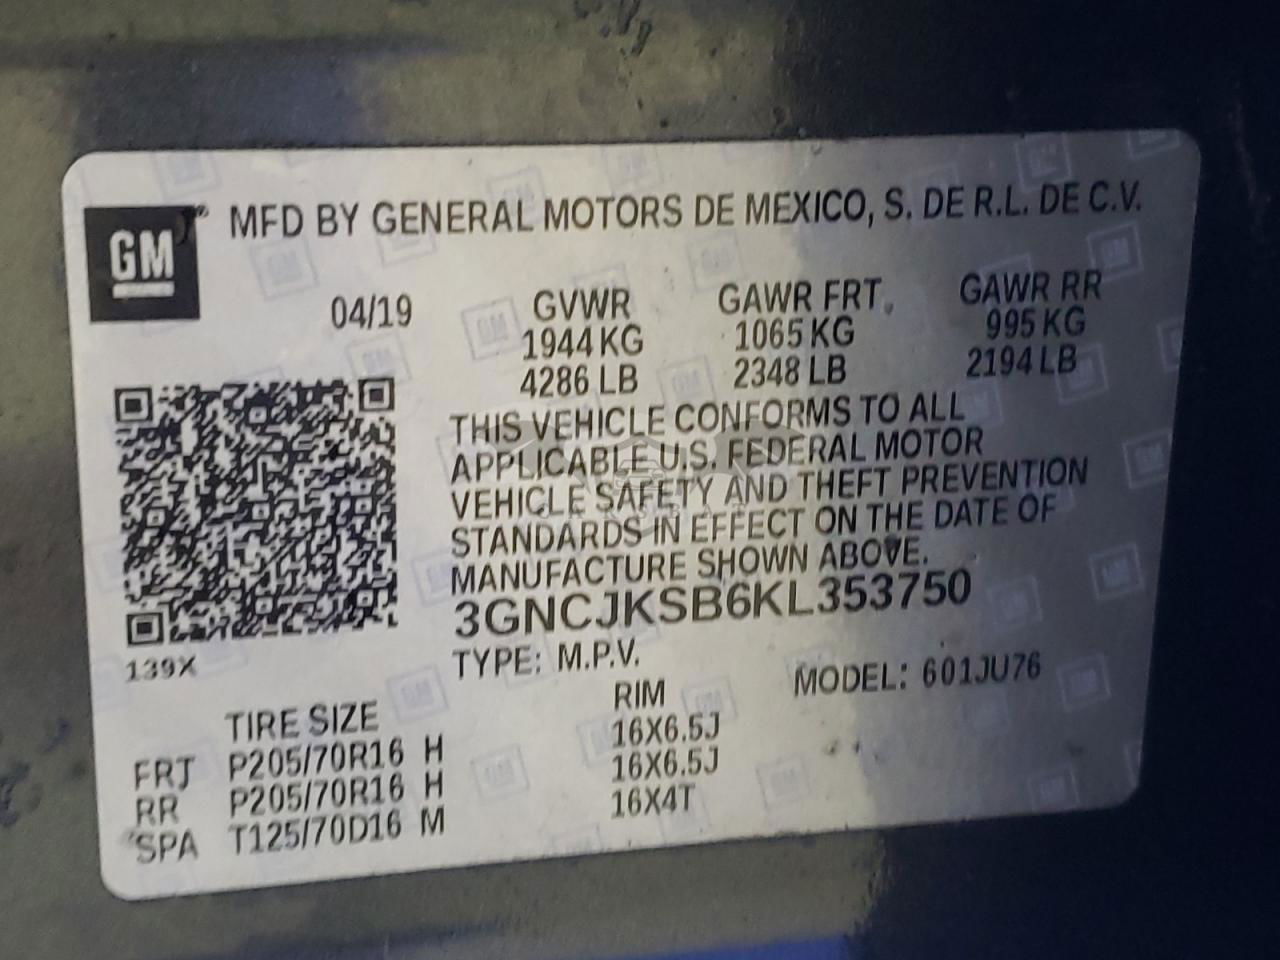 GM
MFD BY GENERAL MOTORS DE MEXICO, S. DE R.L. DE C.V.
04/19 GVWR GAWR FRT GAWR RR
1944 KG 1065 KG 995 KG
4286 LB 2348 LB 2194 LB
THIS VEHICLE CONFORMS TO ALL
APPLICABLE U.S. FEDERAL MOTOR
VEHICLE SAFETY AND THEFT PREVENTION
STANDARDS IN EFFECT ON THE DATE OF
MANUFACTURE SHOWN ABOVE.
3GNCJKSB6KL353750
139X
TYPE: M.P.V. MODEL: 601JU76
TIRE SIZE RIM
FRT P205/70R16 H 16X6.5J
RR P205/70R16 H 16X6.5J
SPA T125/70D16 M 16X4T